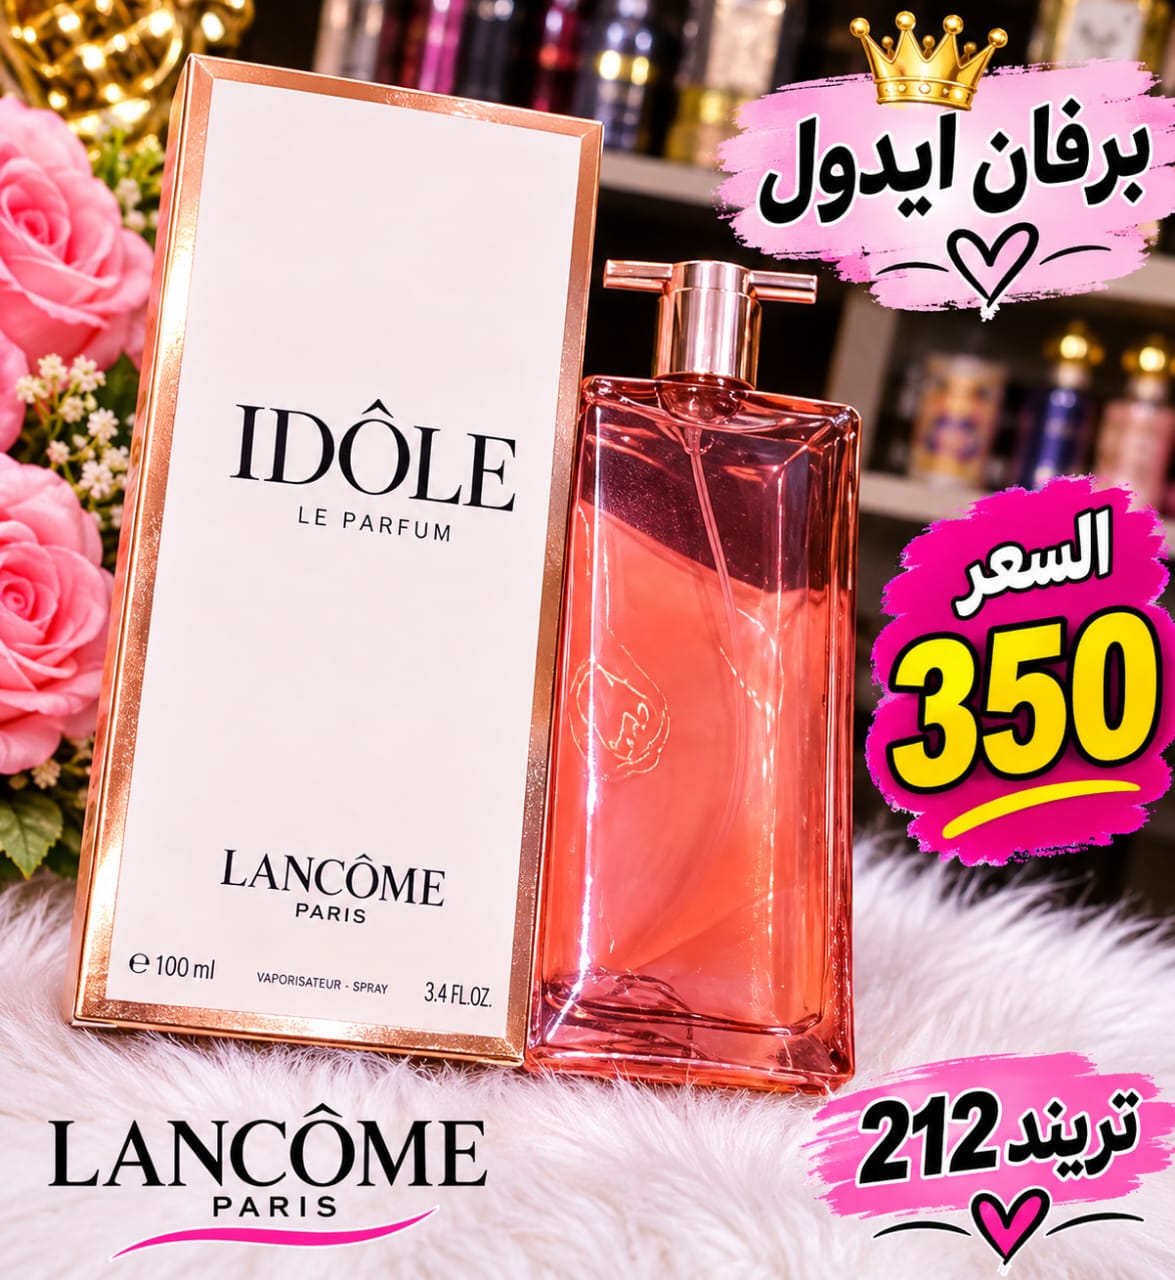 برفان ايدول
IDÔLE
LE PARFUM
السعر
350
LANCÔME
PARIS
℮ 100 ml
VAPORISATEUR - SPRAY
3.4 FL.OZ.
LANCÔME
PARIS
تريند 212